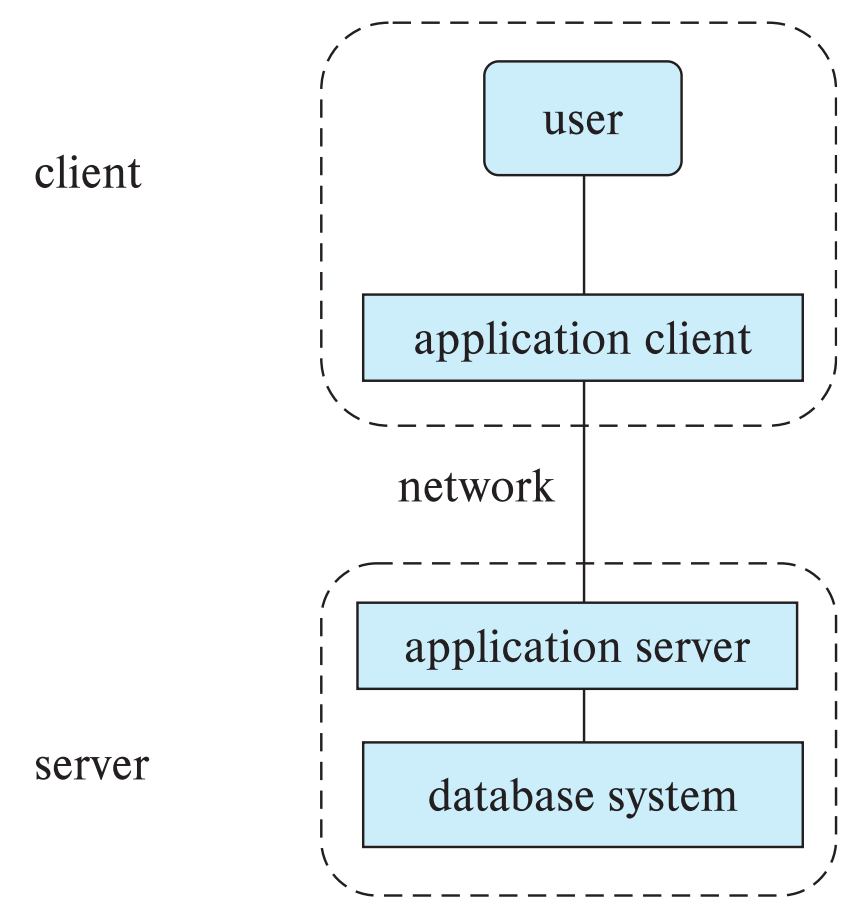 user
client
application client
network
application server
server
database system